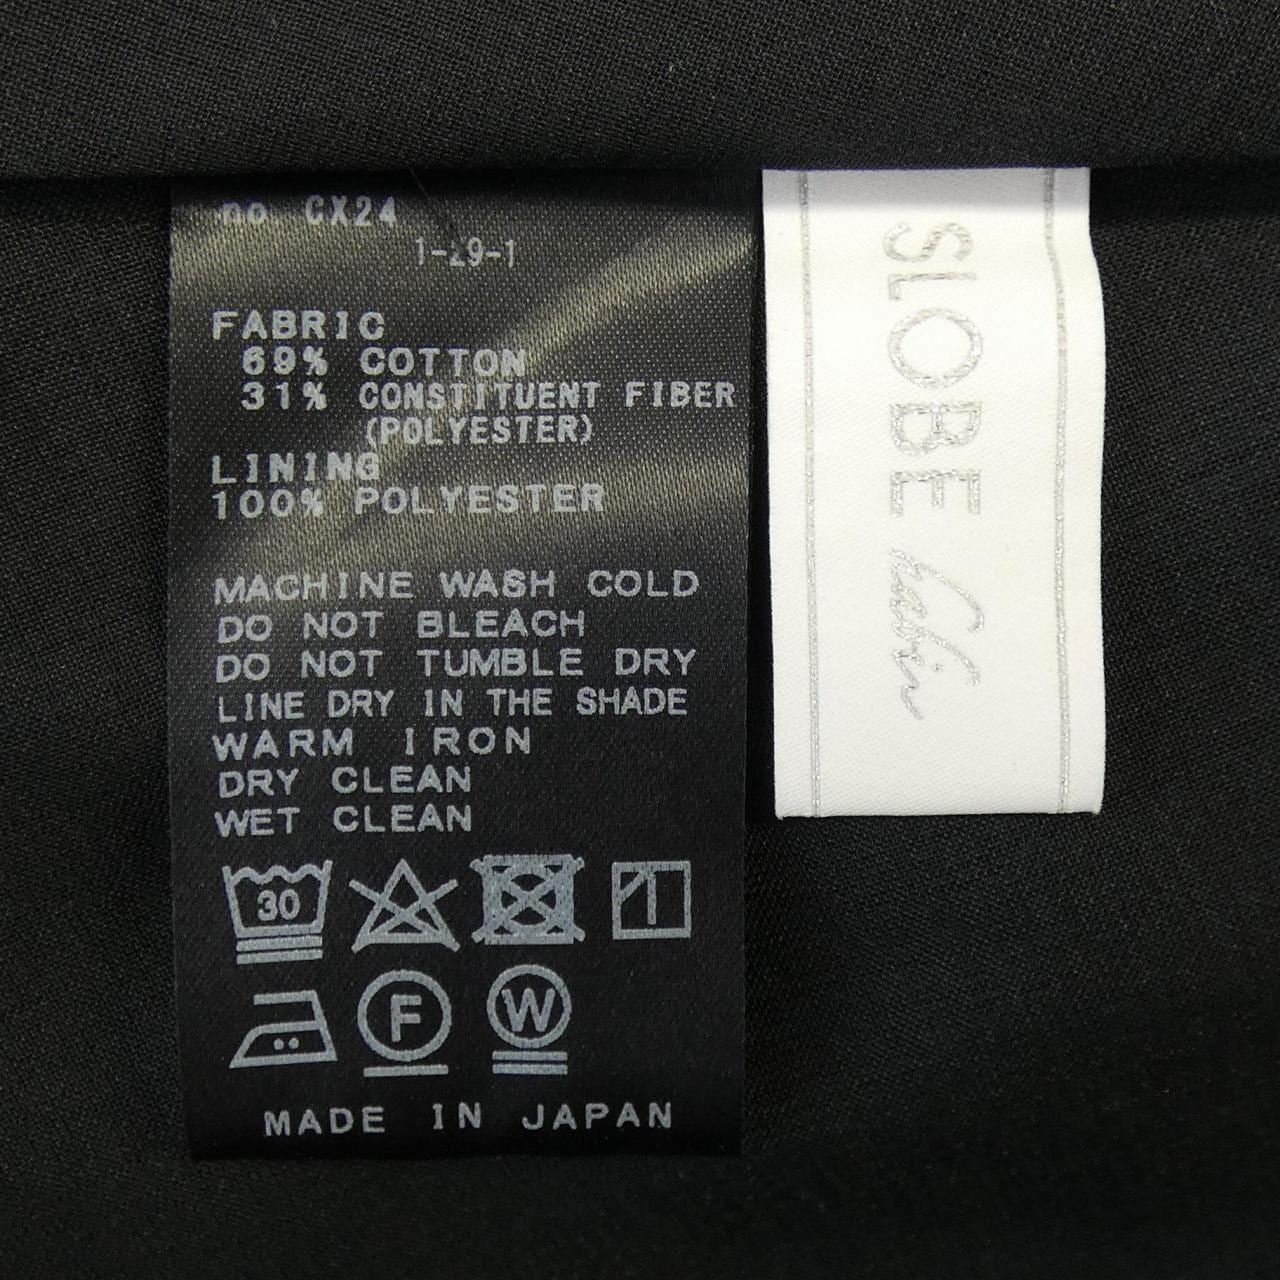 no CX24
1-29-1
FABRIC
69% COTTON
31% CONSTITUENT FIBER
(POLYESTER)
LINING
100% POLYESTER
MACHINE WASH COLD
DO NOT BLEACH
DO NOT TUMBLE DRY
LINE DRY IN THE SHADE
WARM IRON
DRY CLEAN
WET CLEAN
30
F
W
MADE IN JAPAN
SLOBE